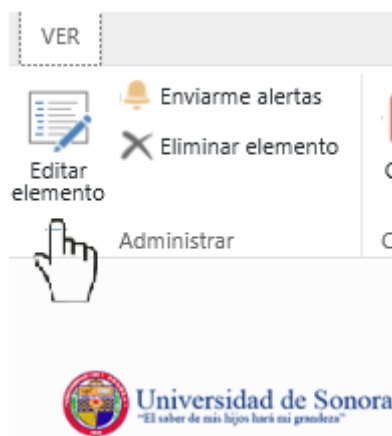 VER
Enviarme alertas
Eliminar elemento
Editar
elemento
Administrar
Universidad de Sonora
"El saber de mis hijos hará mi grandeza"